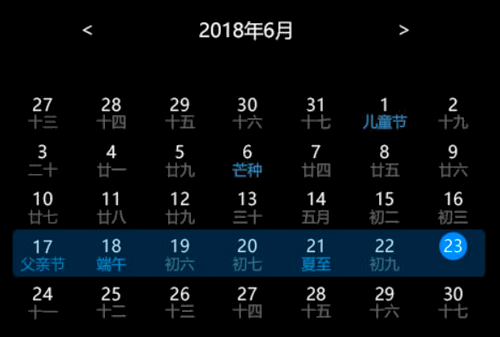 < 2018年6月 >
27 28 29 30 31 1 2
十三 十四 十五 十六 十七 儿童节 十九
3 4 5 6 7 8 9
二十 廿一 廿九 芒种 廿四 廿五 廿六
10 11 12 13 14 15 16
廿七 廿八 廿九 三十 五月 初二 初三
17 18 19 20 21 22 23
父亲节 端午 初六 初七 夏至 初九
24 25 26 27 28 29 30
十一 十二 十三 十四 十五 十六 十七